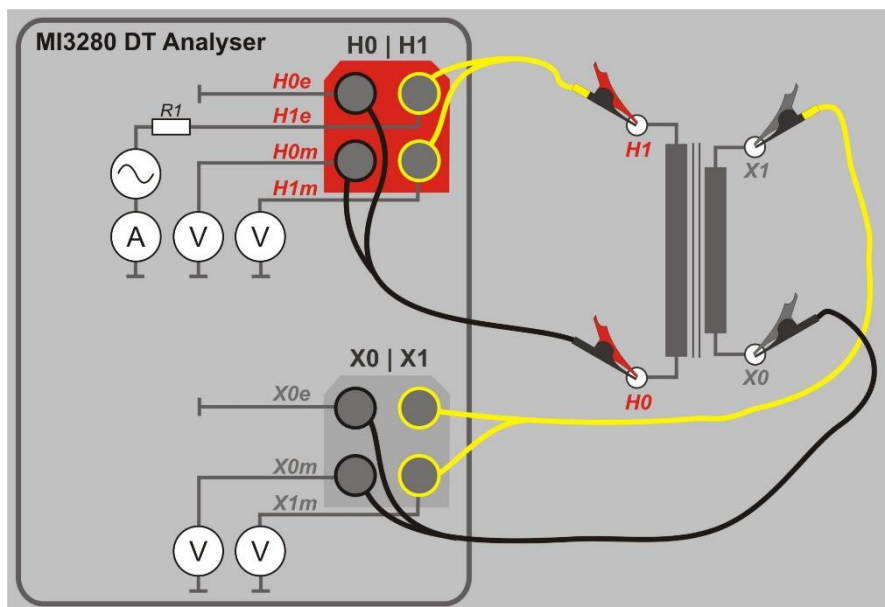 MI3280 DT Analyser
H0 | H1
H0e
R1
H1e
H0m
H1m
A
V
V
H1
X1
X0 | X1
X0e
X0m
X1m
V
V
H0
X0